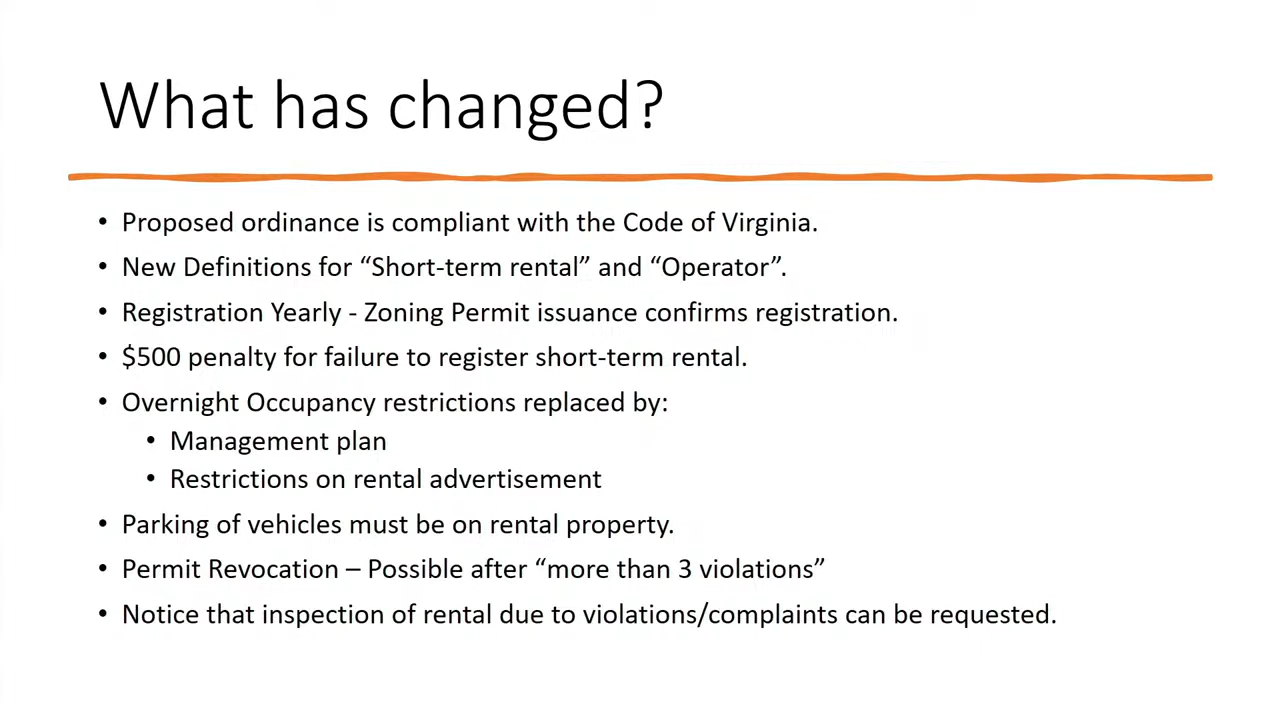 What has changed?
• Proposed ordinance is compliant with the Code of Virginia.
• New Definitions for “Short-term rental” and “Operator”.
• Registration Yearly - Zoning Permit issuance confirms registration.
• $500 penalty for failure to register short-term rental.
• Overnight Occupancy restrictions replaced by:
• Management plan
• Restrictions on rental advertisement
• Parking of vehicles must be on rental property.
• Permit Revocation – Possible after “more than 3 violations”
• Notice that inspection of rental due to violations/complaints can be requested.